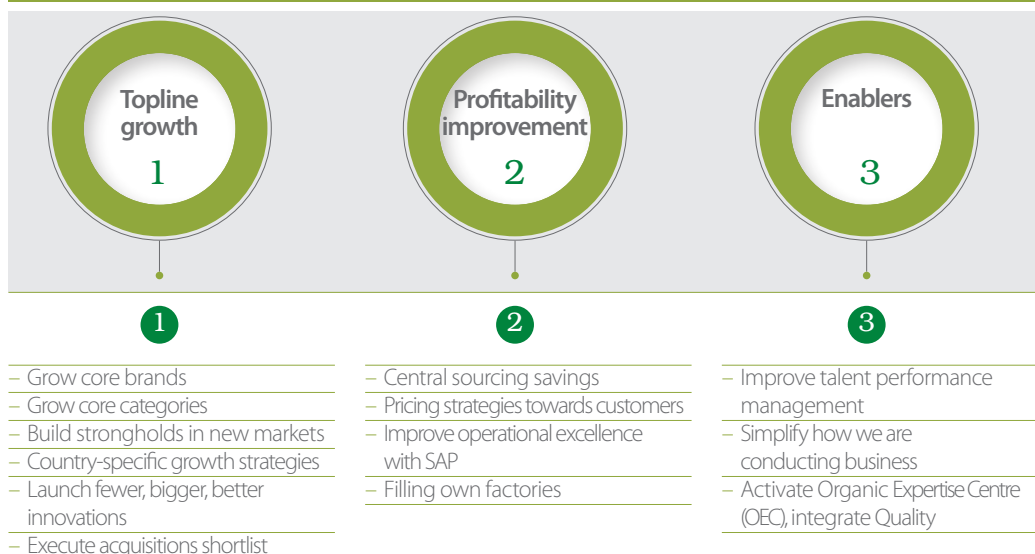 Topline
growth
1
Profitability
improvement
2
Enablers
3
1
– Grow core brands
– Grow core categories
– Build strongholds in new markets
– Country-specific growth strategies
– Launch fewer, bigger, better
innovations
– Execute acquisitions shortlist
2
– Central sourcing savings
– Pricing strategies towards customers
– Improve operational excellence
with SAP
– Filling own factories
3
– Improve talent performance
management
– Simplify how we are
conducting business
– Activate Organic Expertise Centre
(OEC), integrate Quality